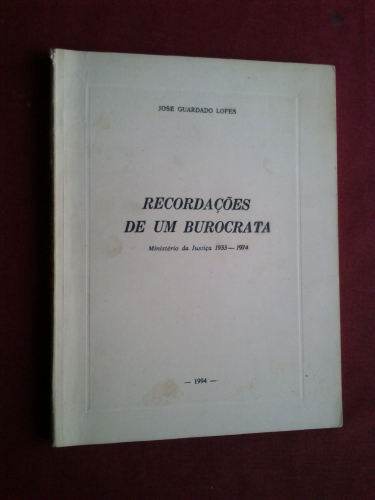 JOSE GUARDADO LOPES
RECORDAÇÕES
DE UM BUROCRATA
Ministério da Justiça 1933 — 1974
— 1994 —